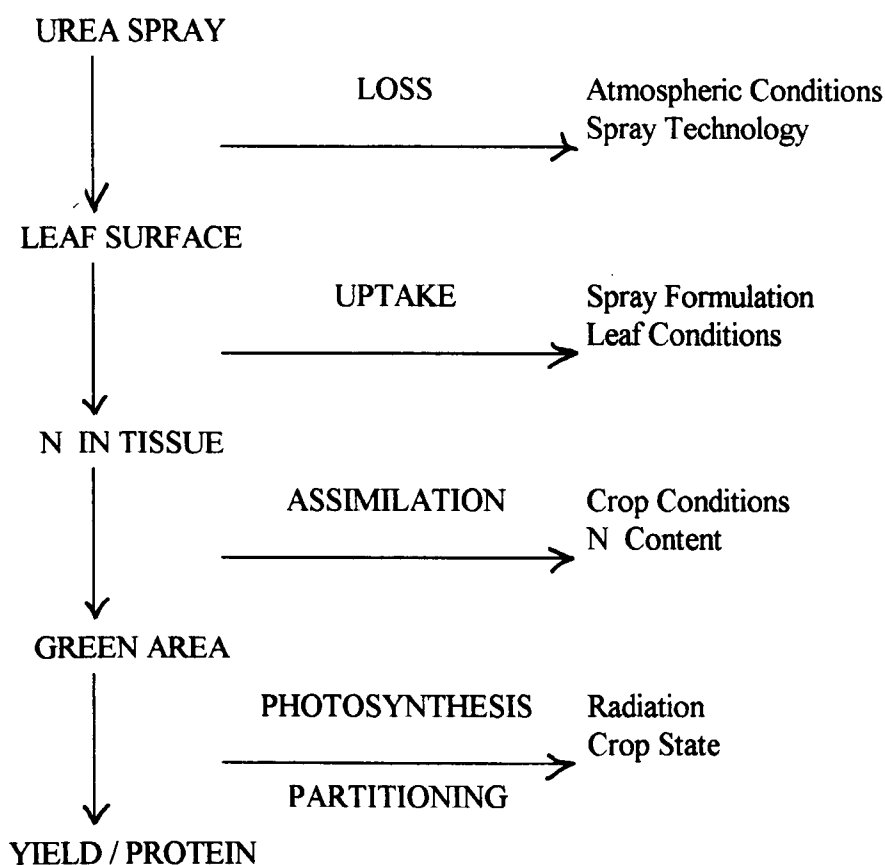 UREA SPRAY
LOSS
Atmospheric Conditions
Spray Technology
LEAF SURFACE
UPTAKE
Spray Formulation
Leaf Conditions
N IN TISSUE
ASSIMILATION
Crop Conditions
N Content
GREEN AREA
PHOTOSYNTHESIS
Radiation
Crop State
PARTITIONING
YIELD / PROTEIN